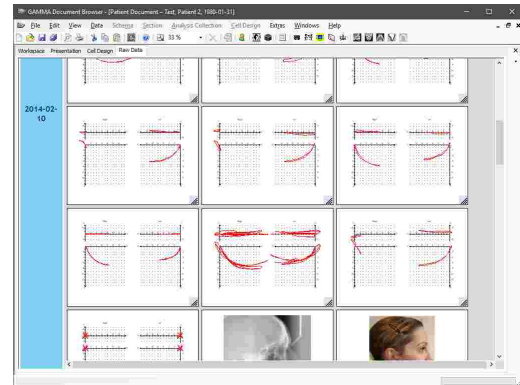 GAMMA Document Browser - [Patient Document - Test, Patient 2, 1980-01-31]
File Edit View Data Schema Section Analysis Collection Cell Design Extras Windows Help
33 %
Workspace Presentation Cell Design Raw Data
2014-02-
10